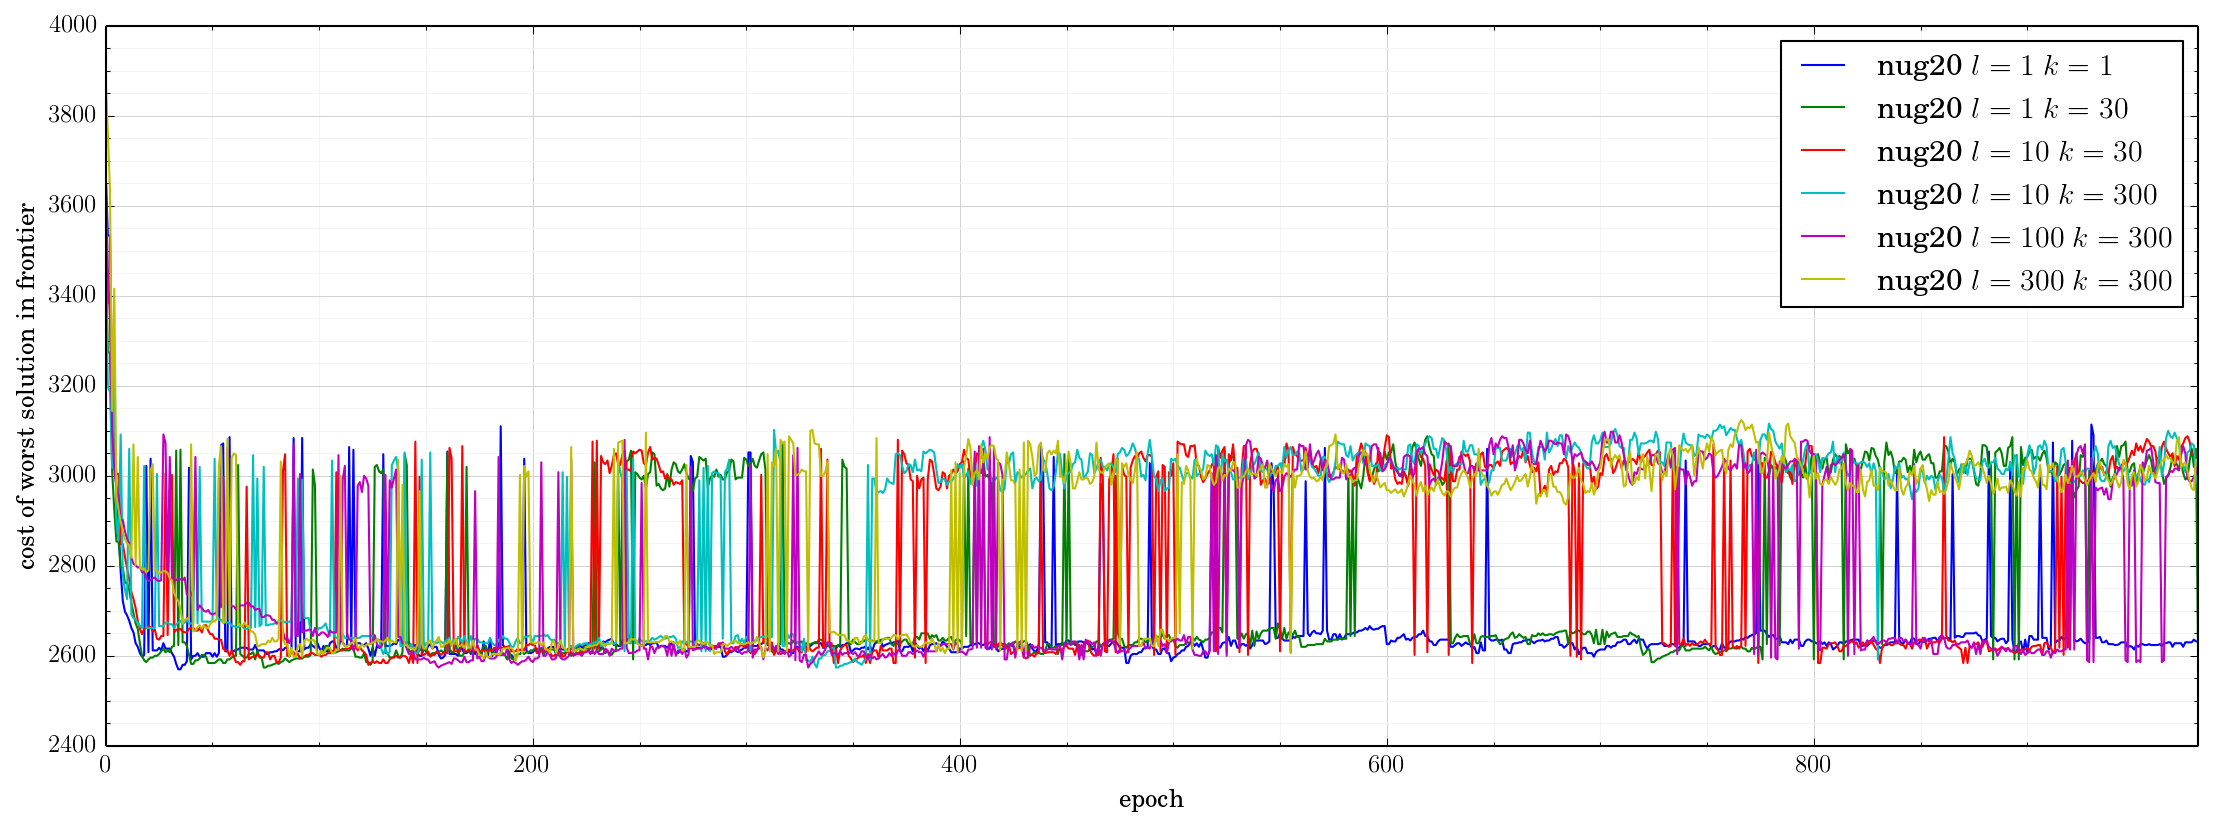 4000
3800
3600
3400
3200
3000
2800
2600
2400
cost of worst solution in frontier
0
200
400
600
800
epoch
nug20 l = 1 k = 1
nug20 l = 1 k = 30
nug20 l = 10 k = 30
nug20 l = 10 k = 300
nug20 l = 100 k = 300
nug20 l = 300 k = 300